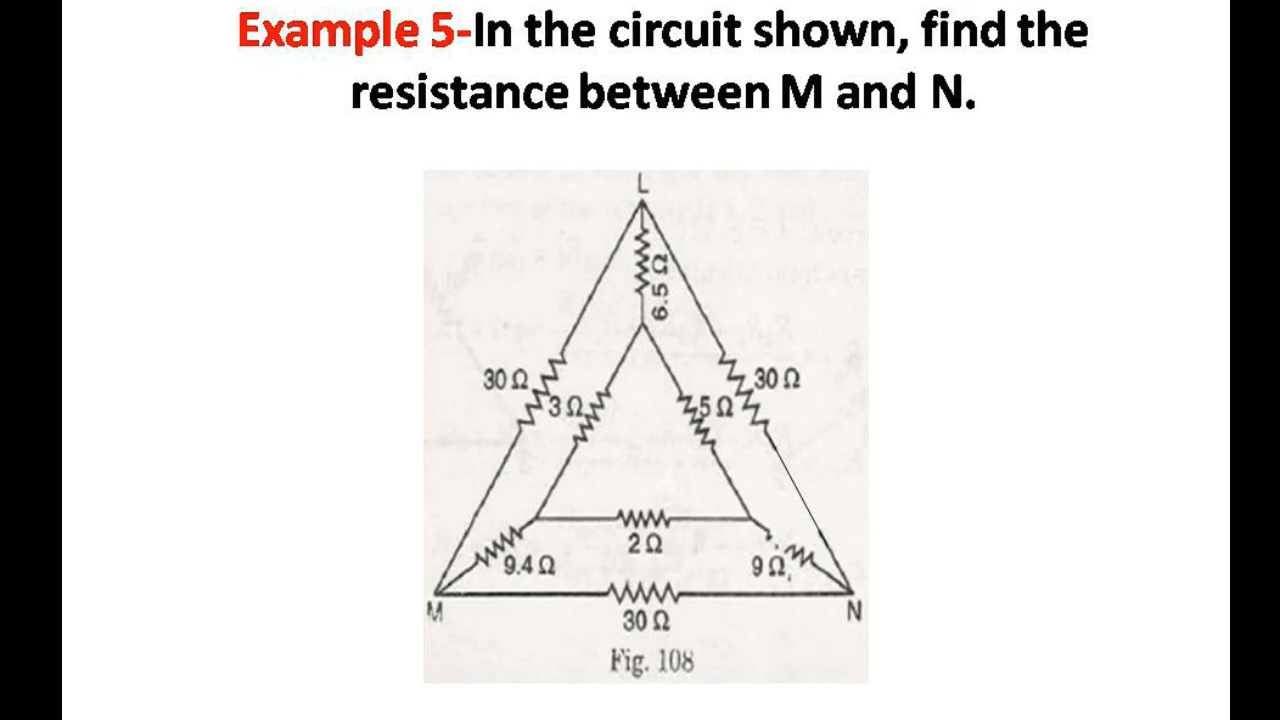 Example 5-In the circuit shown, find the
resistance between M and N.
L
6.5 Ω
30 Ω
30 Ω
3 Ω
5 Ω
2 Ω
9.4 Ω
9 Ω
M
N
30 Ω
Fig. 108